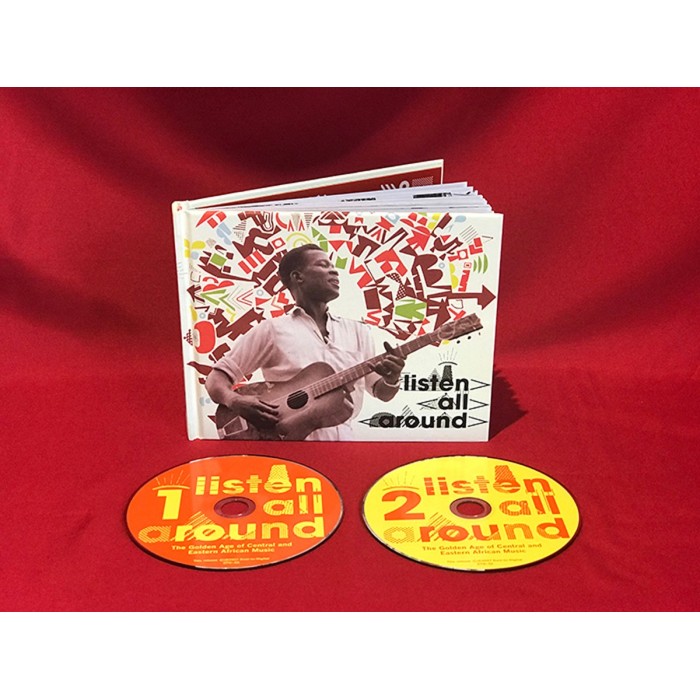 listen
all
around
1 listen
all
around
The Golden Age of Central and
Eastern African Music
2 listen
all
around
The Golden Age of Central and
Eastern African Music